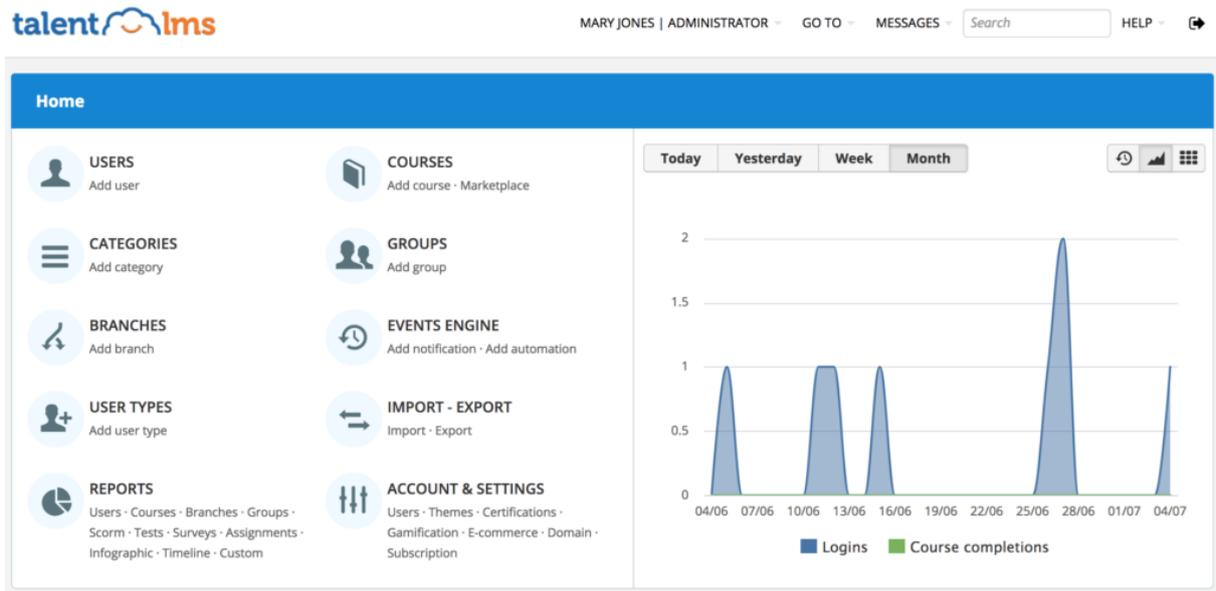 talentlms
MARY JONES | ADMINISTRATOR GO TO MESSAGES Search HELP
Home
USERS
Add user
COURSES
Add course · Marketplace
CATEGORIES
Add category
GROUPS
Add group
BRANCHES
Add branch
EVENTS ENGINE
Add notification · Add automation
USER TYPES
Add user type
IMPORT - EXPORT
Import · Export
REPORTS
Users · Courses · Branches · Groups ·
Scorm · Tests · Surveys · Assignments ·
Infographic · Timeline · Custom
ACCOUNT & SETTINGS
Users · Themes · Certifications ·
Gamification · E-commerce · Domain ·
Subscription
Today Yesterday Week Month
2
1.5
1
0.5
0
04/06 07/06 10/06 13/06 16/06 19/06 22/06 25/06 28/06 01/07 04/07
Logins Course completions